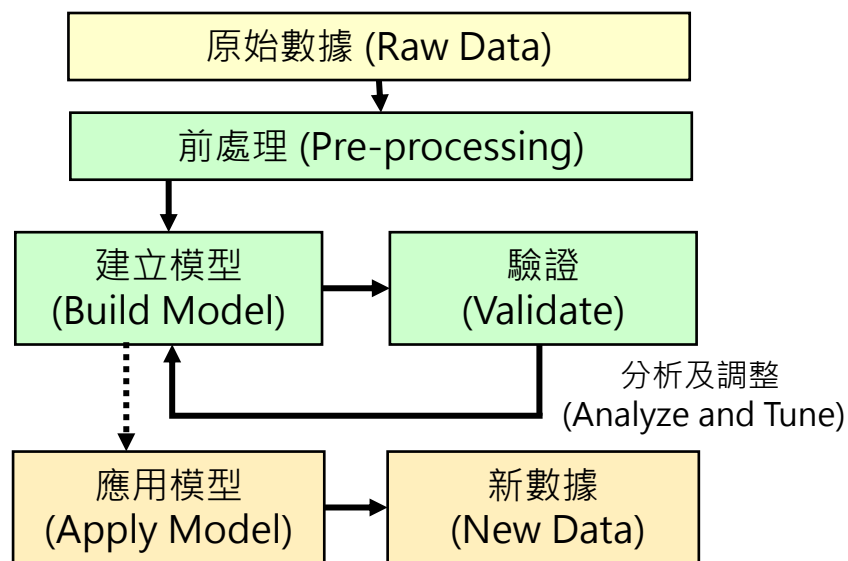 原始數據 (Raw Data)
前處理 (Pre-processing)
建立模型
(Build Model)
驗證
(Validate)
分析及調整
(Analyze and Tune)
應用模型
(Apply Model)
新數據
(New Data)